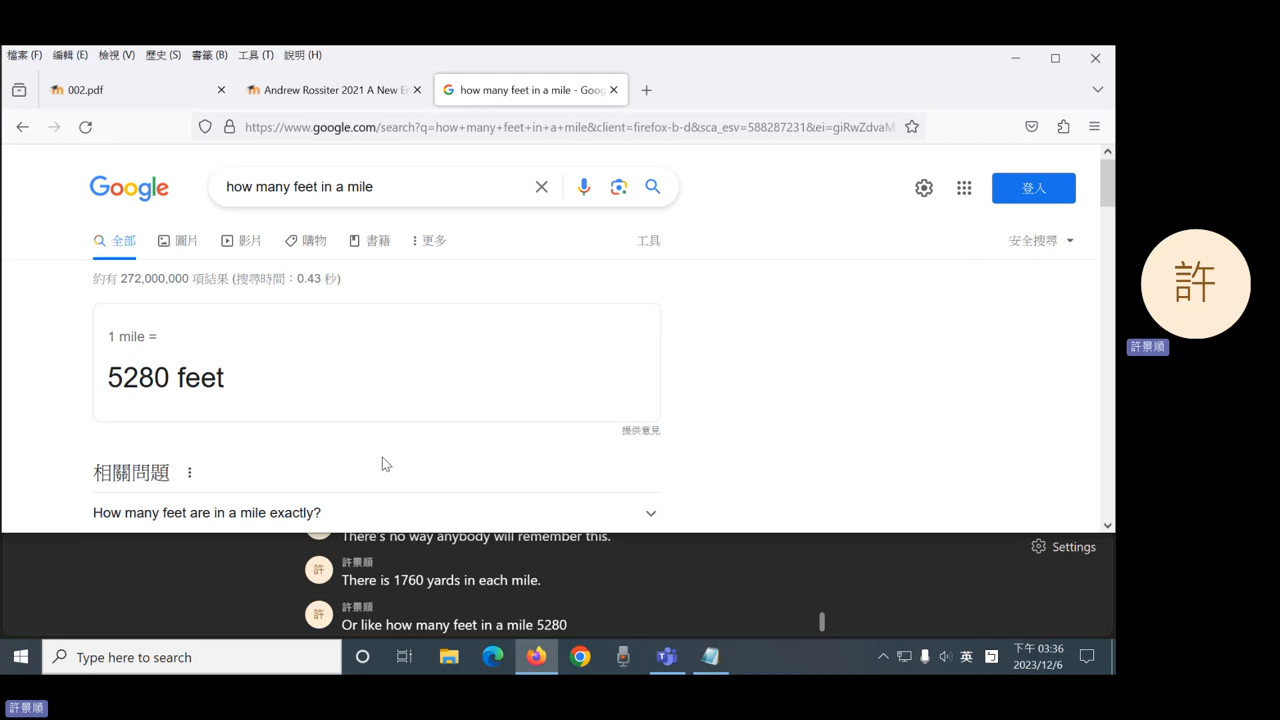 檔案 (F) 編輯 (E) 檢視 (V) 歷史 (S) 書籤 (B) 工具 (T) 說明 (H)
002.pdf Andrew Rossiter 2021 A New En how many feet in a mile - Goog
https://www.google.com/search?q=how+many+feet+in+a+mile&client=firefox-b-d&sca_esv=588287231&ei=giRwZdvaM
Google how many feet in a mile 登入
全部 圖片 影片 購物 書籍 更多 工具 安全搜尋
約有 272,000,000 項結果 (搜尋時間：0.43 秒)
1 mile =
5280 feet
提供意見
相關問題
How many feet are in a mile exactly?
There's no way anybody will remember this.
Settings
許 許景順
There is 1760 yards in each mile.
許 許景順
Or like how many feet in a mile 5280
Type here to search 英 下午 03:36
2023/12/6
許
許景順
許景順